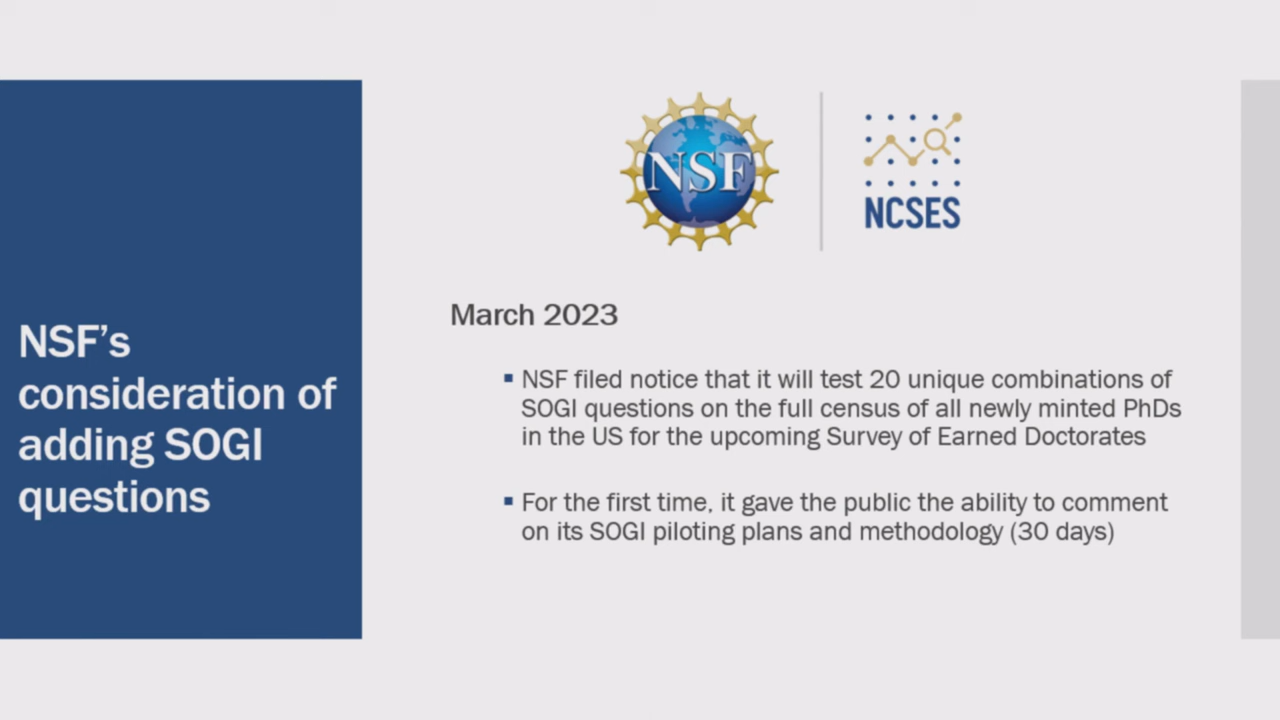 NSF's
consideration of
adding SOGI
questions
NSF
NCSES
March 2023
▪ NSF filed notice that it will test 20 unique combinations of
SOGI questions on the full census of all newly minted PhDs
in the US for the upcoming Survey of Earned Doctorates
▪ For the first time, it gave the public the ability to comment
on its SOGI piloting plans and methodology (30 days)